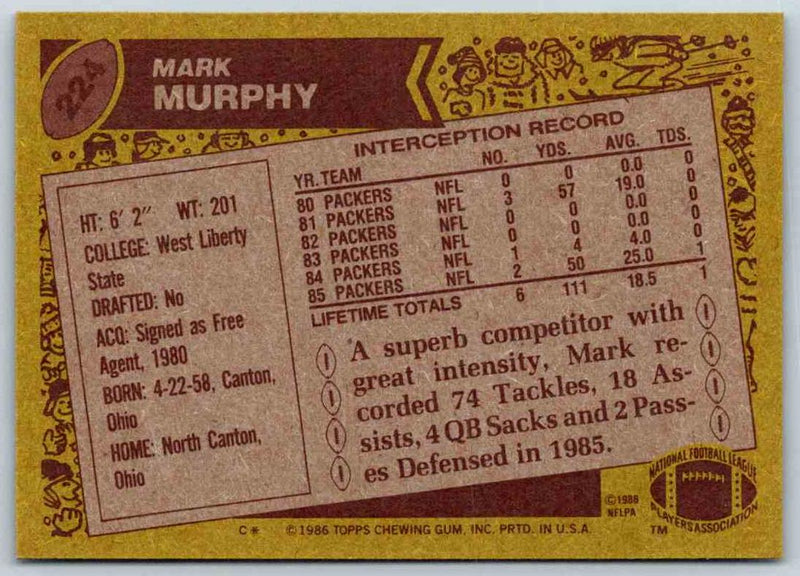 224
MARK
MURPHY
HT: 6' 2" WT: 201
COLLEGE: West Liberty
State
DRAFTED: No
ACQ: Signed as Free
Agent, 1980
BORN: 4-22-58, Canton,
Ohio
HOME: North Canton,
Ohio
INTERCEPTION RECORD
YR. TEAM NO. YDS. AVG. TDS.
80 PACKERS NFL 0 0 0.0 0
81 PACKERS NFL 3 57 19.0 0
82 PACKERS NFL 0 0 0.0 0
83 PACKERS NFL 0 0 0.0 0
84 PACKERS NFL 1 4 4.0 0
85 PACKERS NFL 2 50 25.0 1
LIFETIME TOTALS 6 111 18.5 1
A superb competitor with
great intensity, Mark re-
corded 74 Tackles, 18 As-
sists, 4 QB Sacks and 2 Pass-
es Defensed in 1985.
©1986
NFLPA
NATIONAL FOOTBALL LEAGUE
PLAYERS ASSOCIATION
TM
C* ©1986 TOPPS CHEWING GUM, INC. PRTD. IN U.S.A.